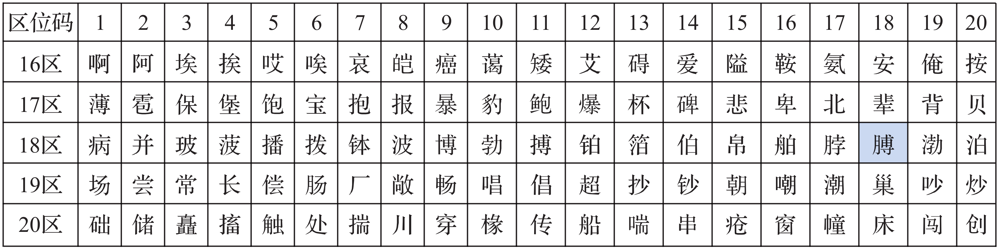 区位码 1 2 3 4 5 6 7 8 9 10 11 12 13 14 15 16 17 18 19 20
16区 啊 阿 埃 挨 哎 唉 哀 皑 癌 蔼 矮 艾 碍 爱 隘 鞍 氨 安 俺 按
17区 薄 雹 保 堡 饱 宝 抱 报 暴 豹 鲍 爆 杯 碑 悲 卑 北 辈 背 贝
18区 病 并 玻 菠 播 拨 钵 波 博 勃 搏 铂 箔 伯 帛 舶 脖 膊 渤 泊
19区 场 尝 常 长 偿 肠 厂 敞 畅 唱 倡 超 抄 钞 朝 嘲 潮 巢 吵 炒
20区 础 储 矗 搐 触 处 揣 川 穿 椽 传 船 喘 串 疮 窗 幢 床 闯 创